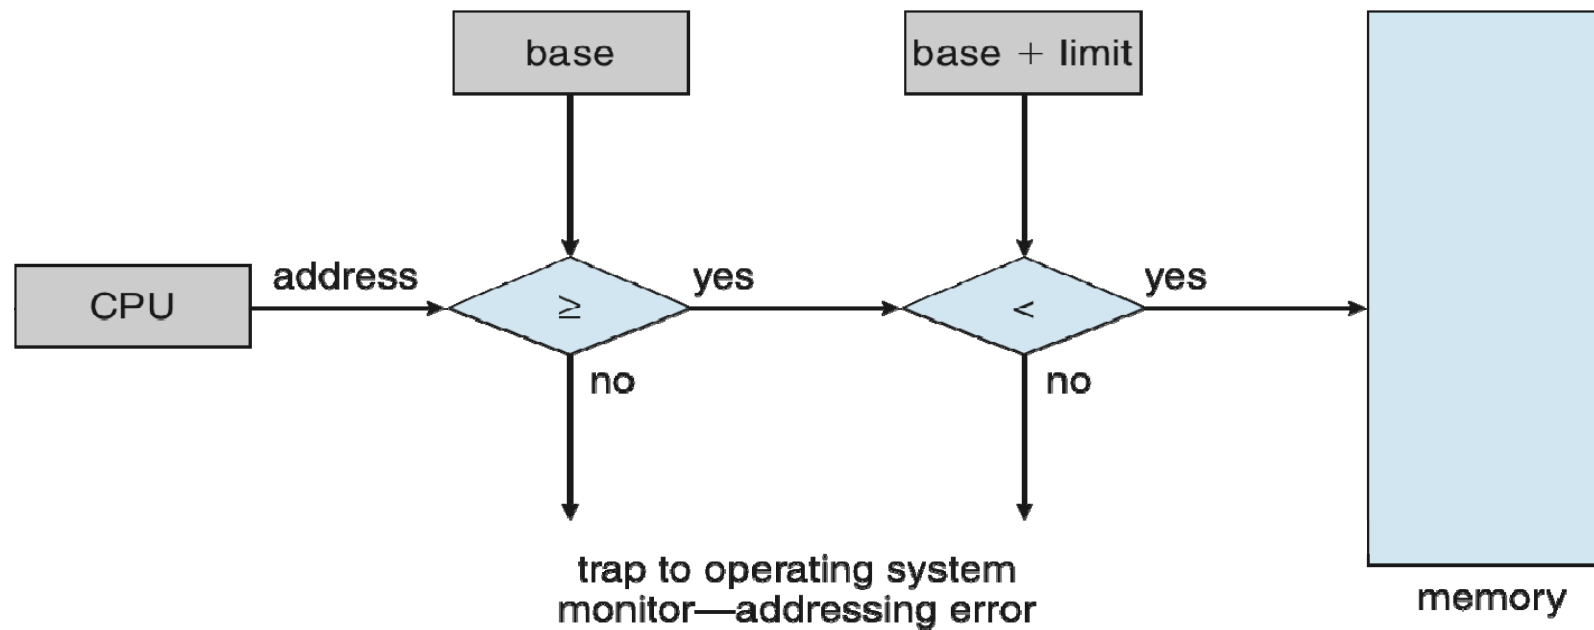 base
base + limit
CPU
address
≥
yes
<
yes
no
no
trap to operating system
monitor—addressing error
memory